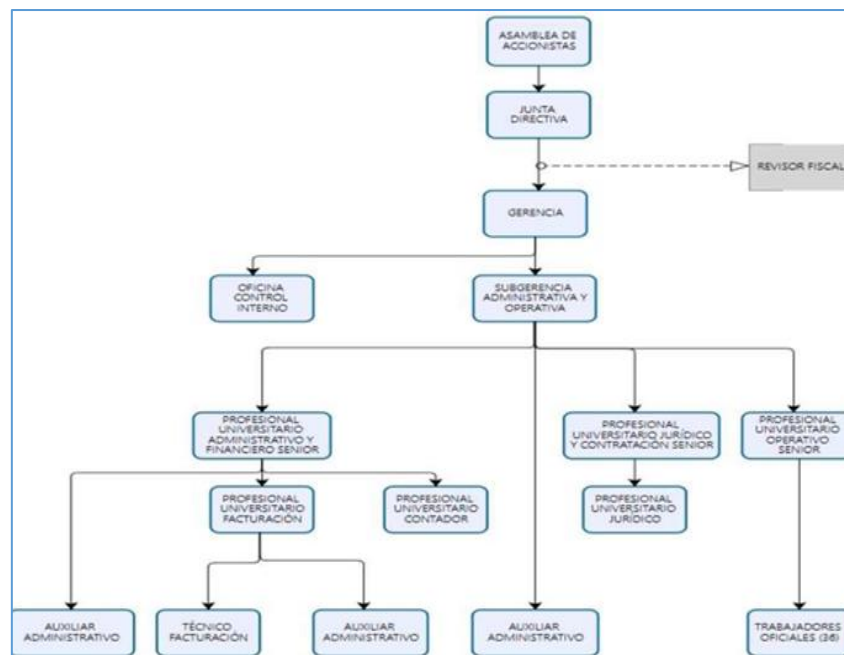 ASAMBLEA DE
ACCIONISTAS
JUNTA
DIRECTIVA
REVISOR FISCAL
GERENCIA
OFICINA
CONTROL
INTERNO
SUBGERENCIA
ADMINISTRATIVA Y
OPERATIVA
PROFESIONAL
UNIVERSITARIO
ADMINISTRATIVO Y
FINANCIERO SENIOR
PROFESIONAL
UNIVERSITARIO JURÍDICO
Y CONTRATACIÓN SENIOR
PROFESIONAL
UNIVERSITARIO
OPERATIVO
SENIOR
PROFESIONAL
UNIVERSITARIO
FACTURACIÓN
PROFESIONAL
UNIVERSITARIO
CONTADOR
PROFESIONAL
UNIVERSITARIO
JURÍDICO
AUXILIAR
ADMINISTRATIVO
TÉCNICO
FACTURACIÓN
AUXILIAR
ADMINISTRATIVO
AUXILIAR
ADMINISTRATIVO
TRABAJADORES
OFICIALES (36)